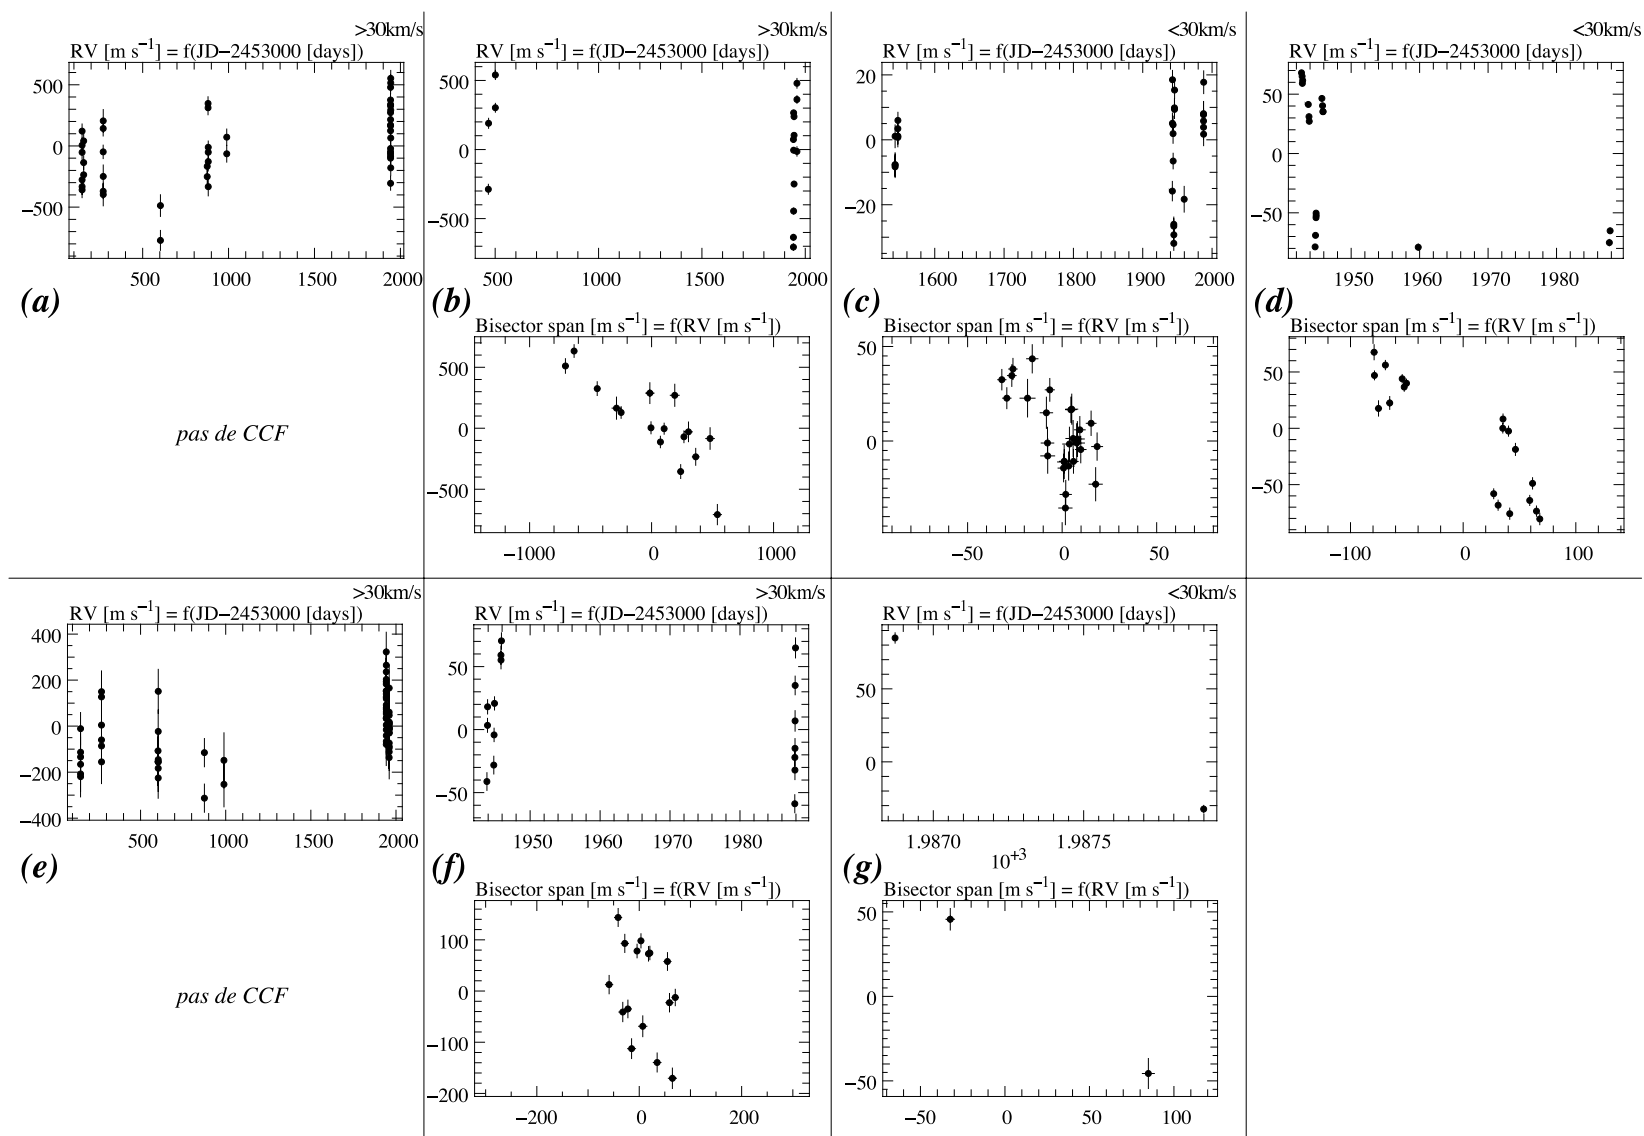 >30km/s
RV [m s⁻¹] = f(JD−2453000 [days])
500
0
−500
500 1000 1500 2000
(a)
pas de CCF
>30km/s
RV [m s⁻¹] = f(JD−2453000 [days])
500
0
−500
500 1000 1500 2000
(b)
Bisector span [m s⁻¹] = f(RV [m s⁻¹])
500
0
−500
−1000 0 1000
<30km/s
RV [m s⁻¹] = f(JD−2453000 [days])
20
0
−20
1600 1700 1800 1900 2000
(c)
Bisector span [m s⁻¹] = f(RV [m s⁻¹])
50
0
−50 0 50
<30km/s
RV [m s⁻¹] = f(JD−2453000 [days])
50
0
−50
1950 1960 1970 1980
(d)
Bisector span [m s⁻¹] = f(RV [m s⁻¹])
50
0
−50
−100 0 100
>30km/s
RV [m s⁻¹] = f(JD−2453000 [days])
400
200
0
−200
−400
500 1000 1500 2000
(e)
pas de CCF
>30km/s
RV [m s⁻¹] = f(JD−2453000 [days])
50
0
−50
1950 1960 1970 1980
(f)
Bisector span [m s⁻¹] = f(RV [m s⁻¹])
100
0
−100
−200
−200 0 200
<30km/s
RV [m s⁻¹] = f(JD−2453000 [days])
50
0
1.9870 1.9875
10⁺³
(g)
Bisector span [m s⁻¹] = f(RV [m s⁻¹])
50
0
−50
−50 0 50 100